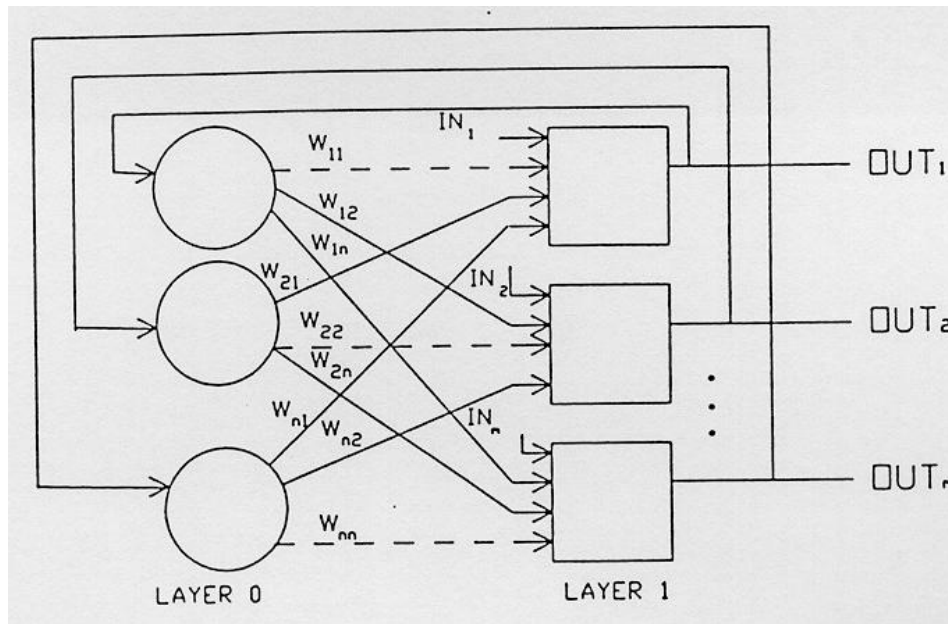 IN₁
W₁₁
OUT₁
W₁₂
W₁ₙ
W₂₁
IN₂
W₂₂
OUT₂
W₂ₙ
Wₙ₁
Wₙ₂
INₙ
OUTₙ
Wₙₙ
LAYER 0
LAYER 1